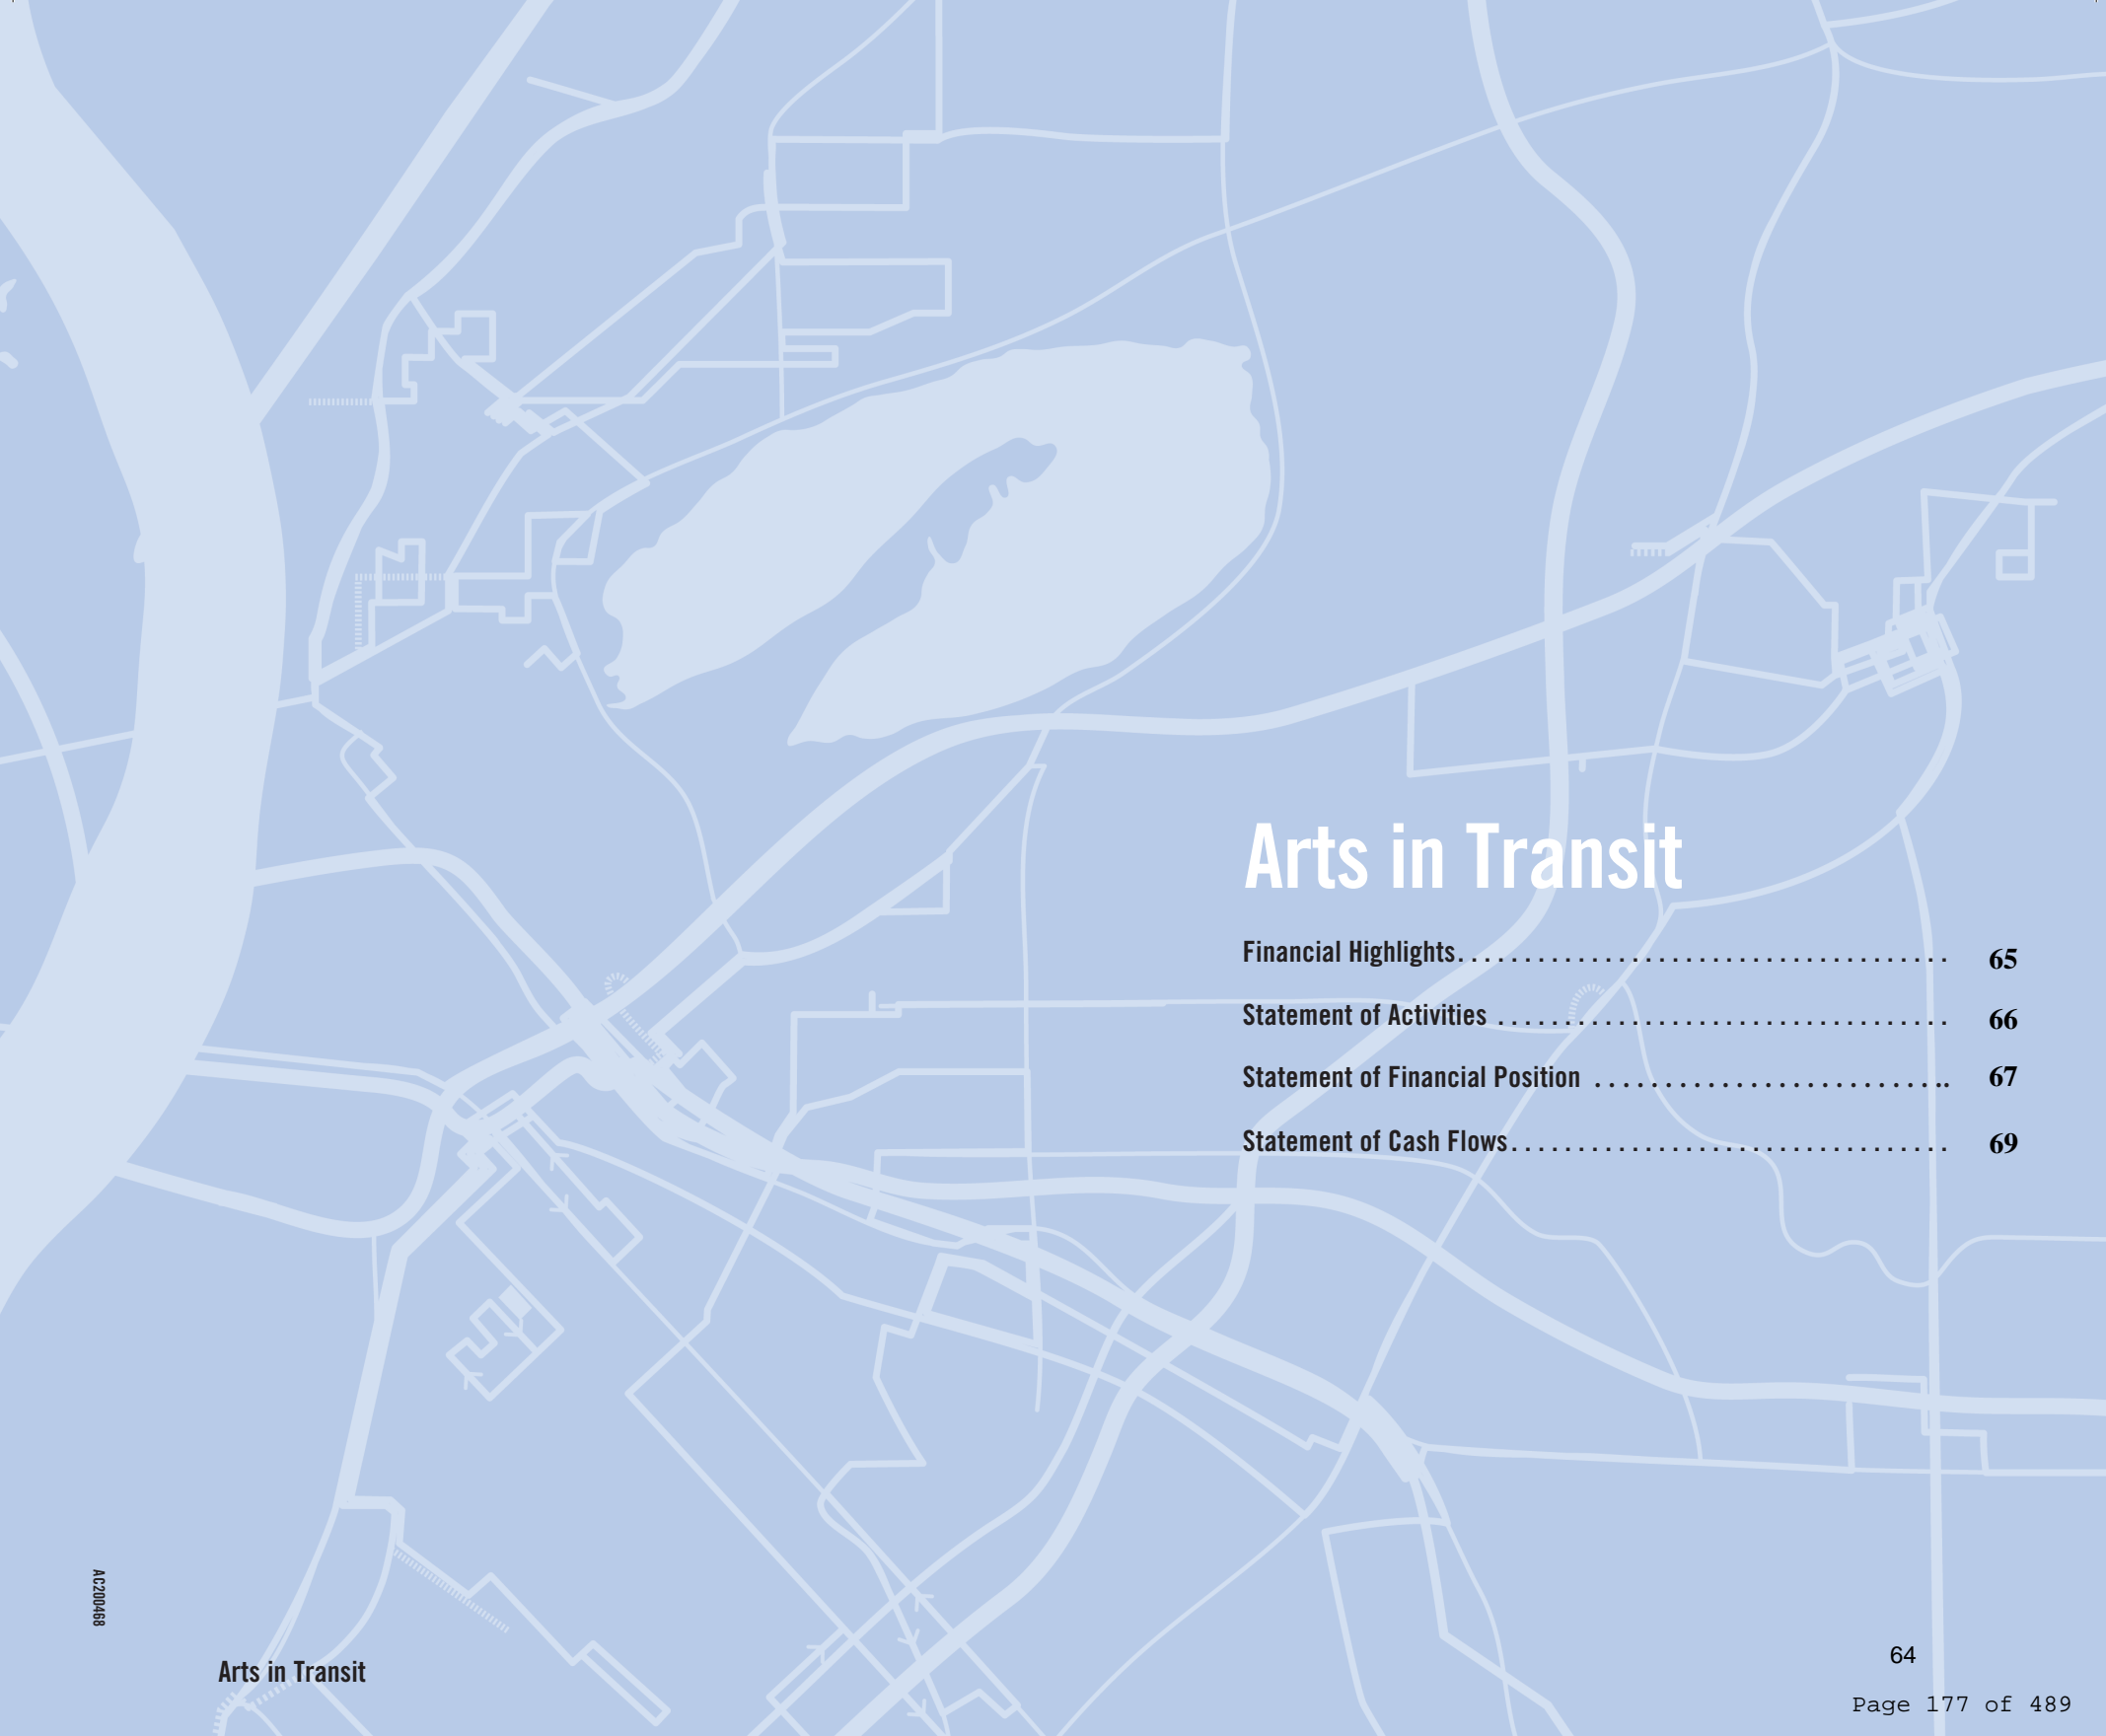 Arts in Transit
Financial Highlights. . . . . . . . . . . . . . . . . . . . . . . . . . . . . . . . . . . . . . 65
Statement of Activities . . . . . . . . . . . . . . . . . . . . . . . . . . . . . . . . . . . 66
Statement of Financial Position . . . . . . . . . . . . . . . . . . . . . . . . .. 67
Statement of Cash Flows. . . . . . . . . . . . . . . . . . . . . . . . . . . . . . . . . . 69
AC200468
Arts in Transit
64
Page 177 of 489